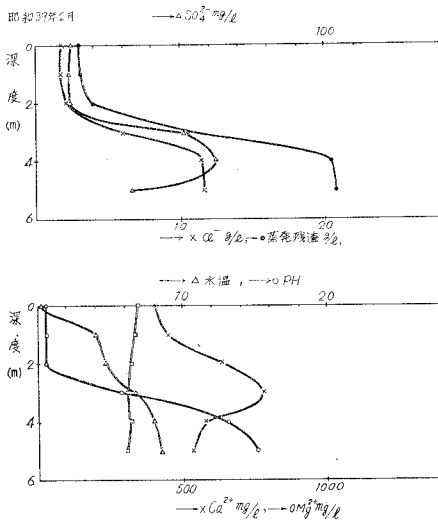 昭和39年2月 → △ SO₄²⁻ mg/l
100
0
深
度
(m)
2
4
6
10
20
→ × Cl⁻ g/l, → ● 蒸発残渣 g/l,
→ △ 水温, → ○ PH
10
20
0
深
度
(m)
2
4
6
500
1000
→ × Ca²⁺ mg/l, → ○ Mg²⁺ mg/l